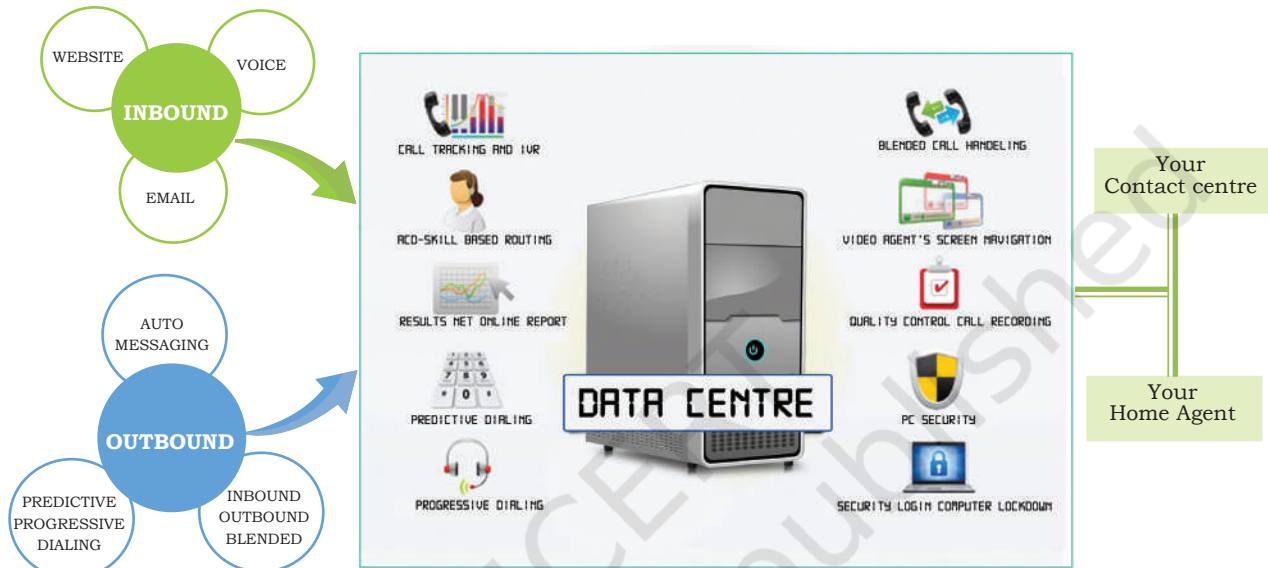 WEBSITE
VOICE
INBOUND
EMAIL
AUTO
MESSAGING
OUTBOUND
PREDICTIVE
PROGRESSIVE
DIALING
INBOUND
OUTBOUND
BLENDED
CALL TRACKING AND IVR
ACD-SKILL BASED ROUTING
RESULTS NET ONLINE REPORT
PREDICTIVE DIALING
PROGRESSIVE DIALING
DATA CENTRE
BLENDED CALL HANDELING
VIDEO AGENT'S SCREEN NAVIGATION
QUALITY CONTROL CALL RECORDING
PC SECURITY
SECURITY LOGIN COMPUTER LOCKDOWN
Your
Contact centre
Your
Home Agent